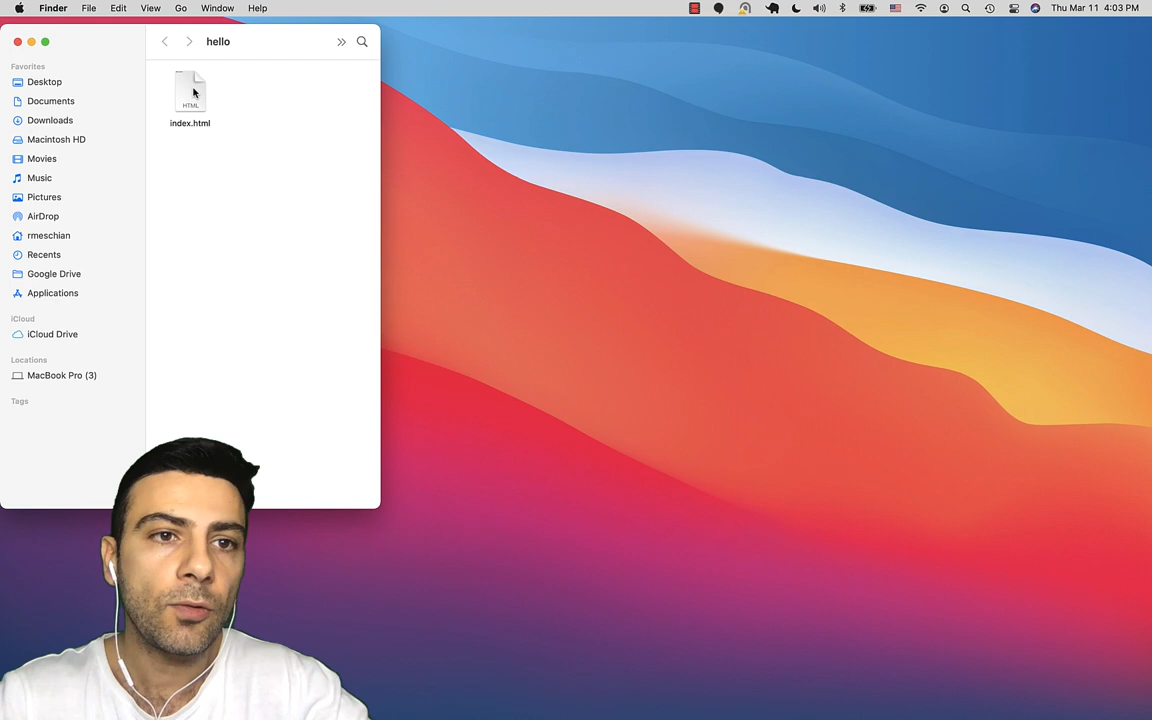 Finder File Edit View Go Window Help Thu Mar 11 4:03 PM
hello
Favorites
Desktop
Documents
Downloads
Macintosh HD
Movies
Music
Pictures
AirDrop
rmeschian
Recents
Google Drive
Applications
iCloud
iCloud Drive
Locations
MacBook Pro (3)
Tags
HTML
index.html